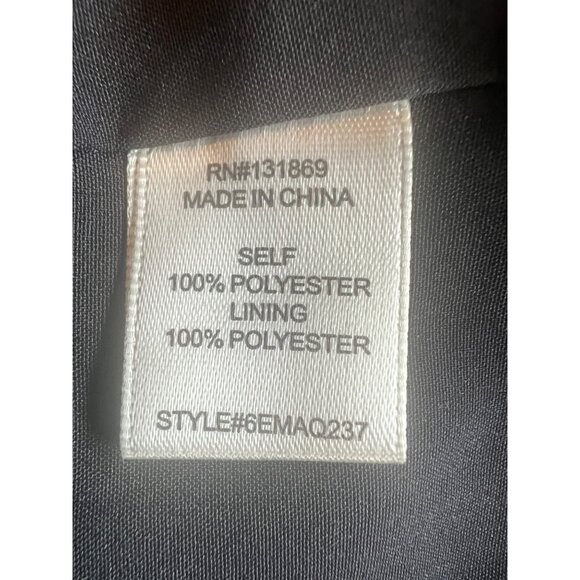 RN#131869
MADE IN CHINA
SELF
100% POLYESTER
LINING
100% POLYESTER
STYLE#6EMAQ237